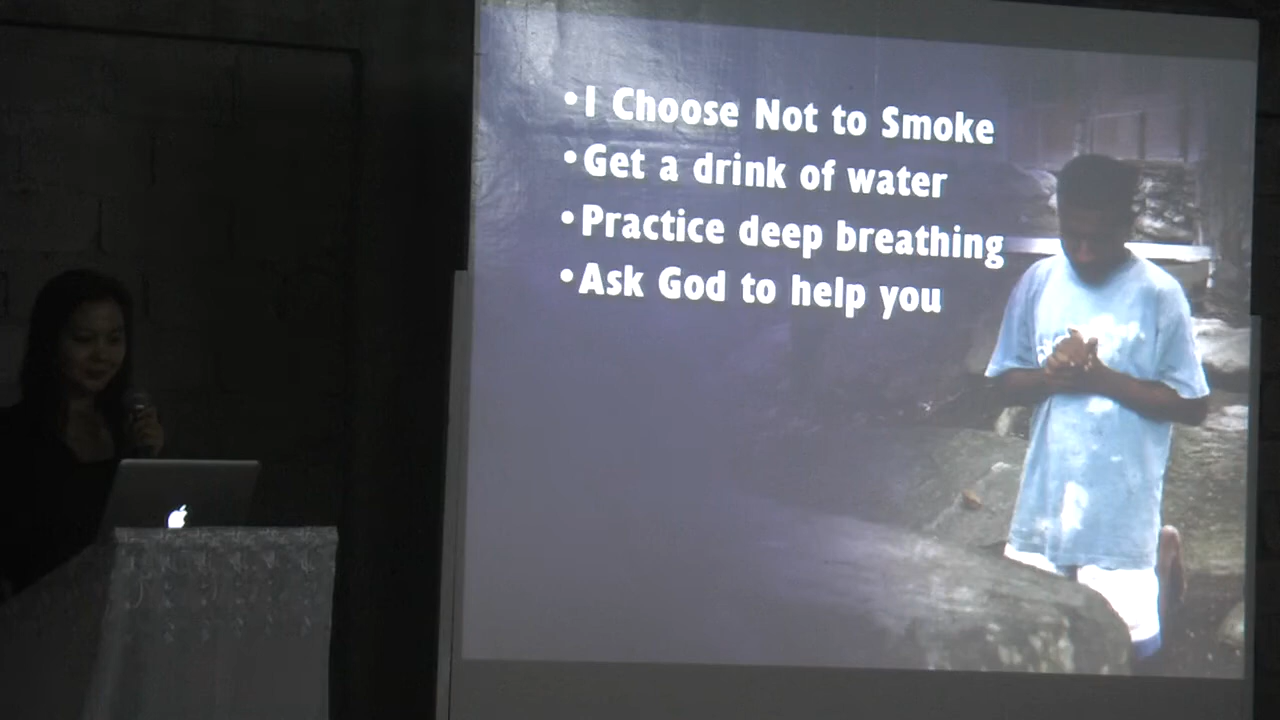 •I Choose Not to Smoke
•Get a drink of water
•Practice deep breathing
•Ask God to help you